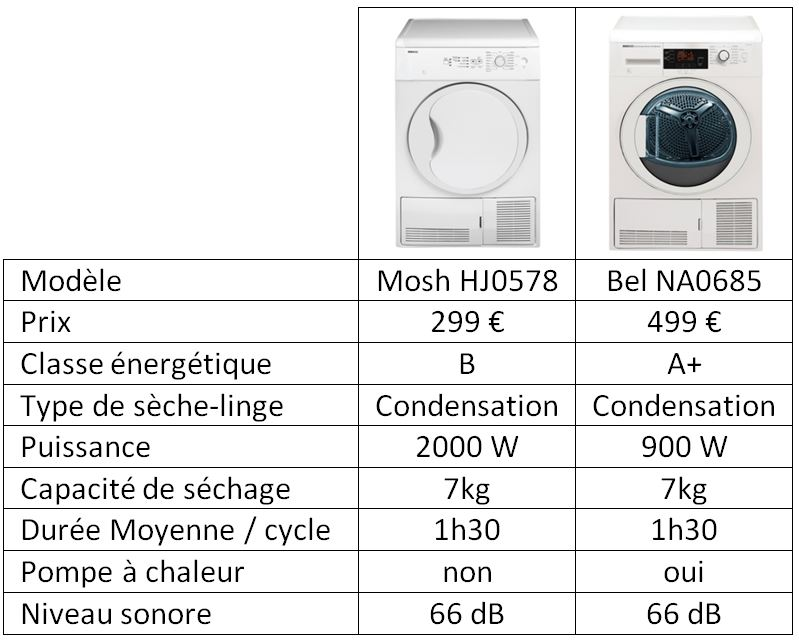 Modèle Mosh HJ0578 Bel NA0685
Prix 299 € 499 €
Classe énergétique B A+
Type de sèche-linge Condensation Condensation
Puissance 2000 W 900 W
Capacité de séchage 7kg 7kg
Durée Moyenne / cycle 1h30 1h30
Pompe à chaleur non oui
Niveau sonore 66 dB 66 dB